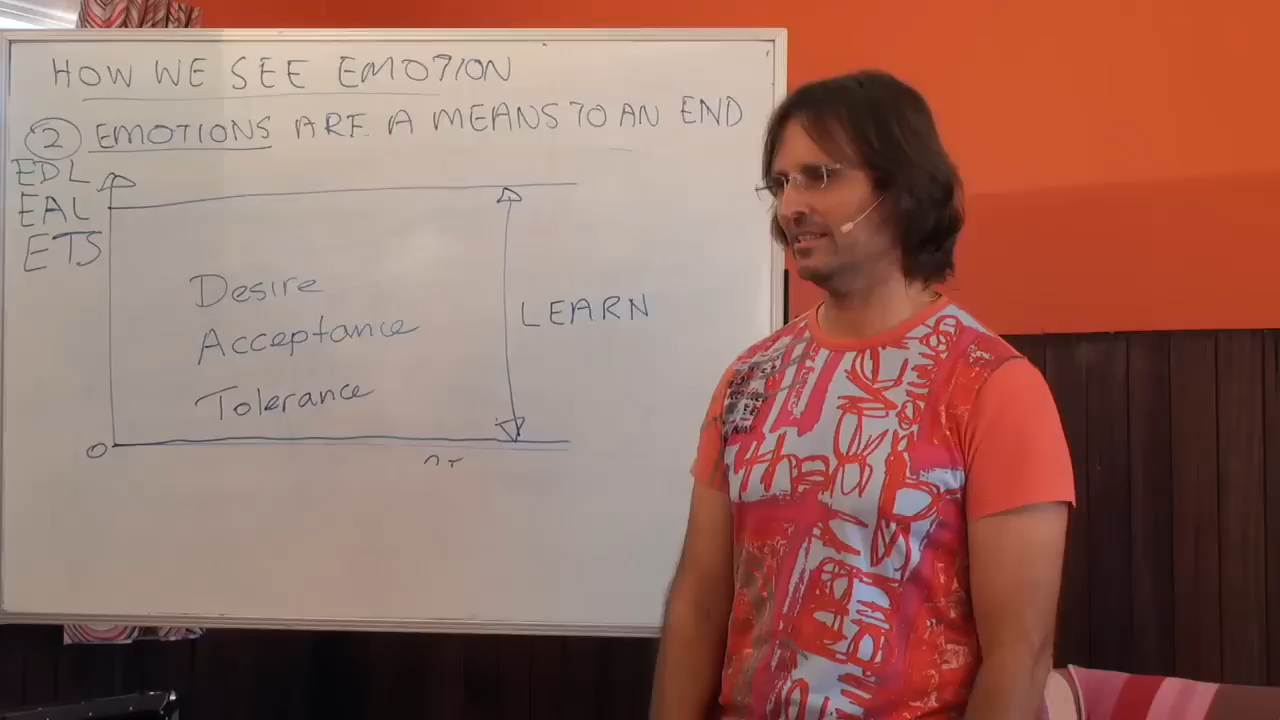 HOW WE SEE EMOTION
2 EMOTIONS ARE A MEANS TO AN END
EDL
EAL
ETS
Desire
Acceptance
Tolerance
LEARN
0